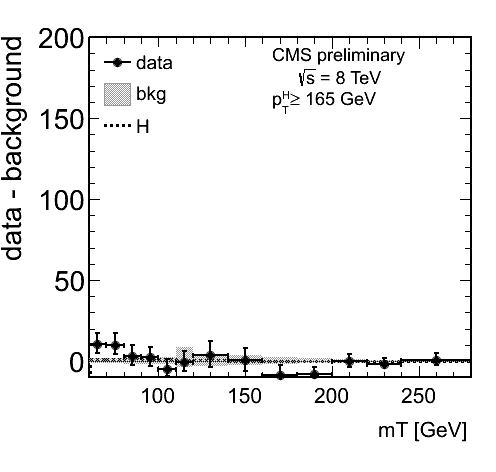 200
150
100
50
0
data - background
data
bkg
H
CMS preliminary
√s = 8 TeV
p_T^H ≥ 165 GeV
100 150 200 250
mT [GeV]